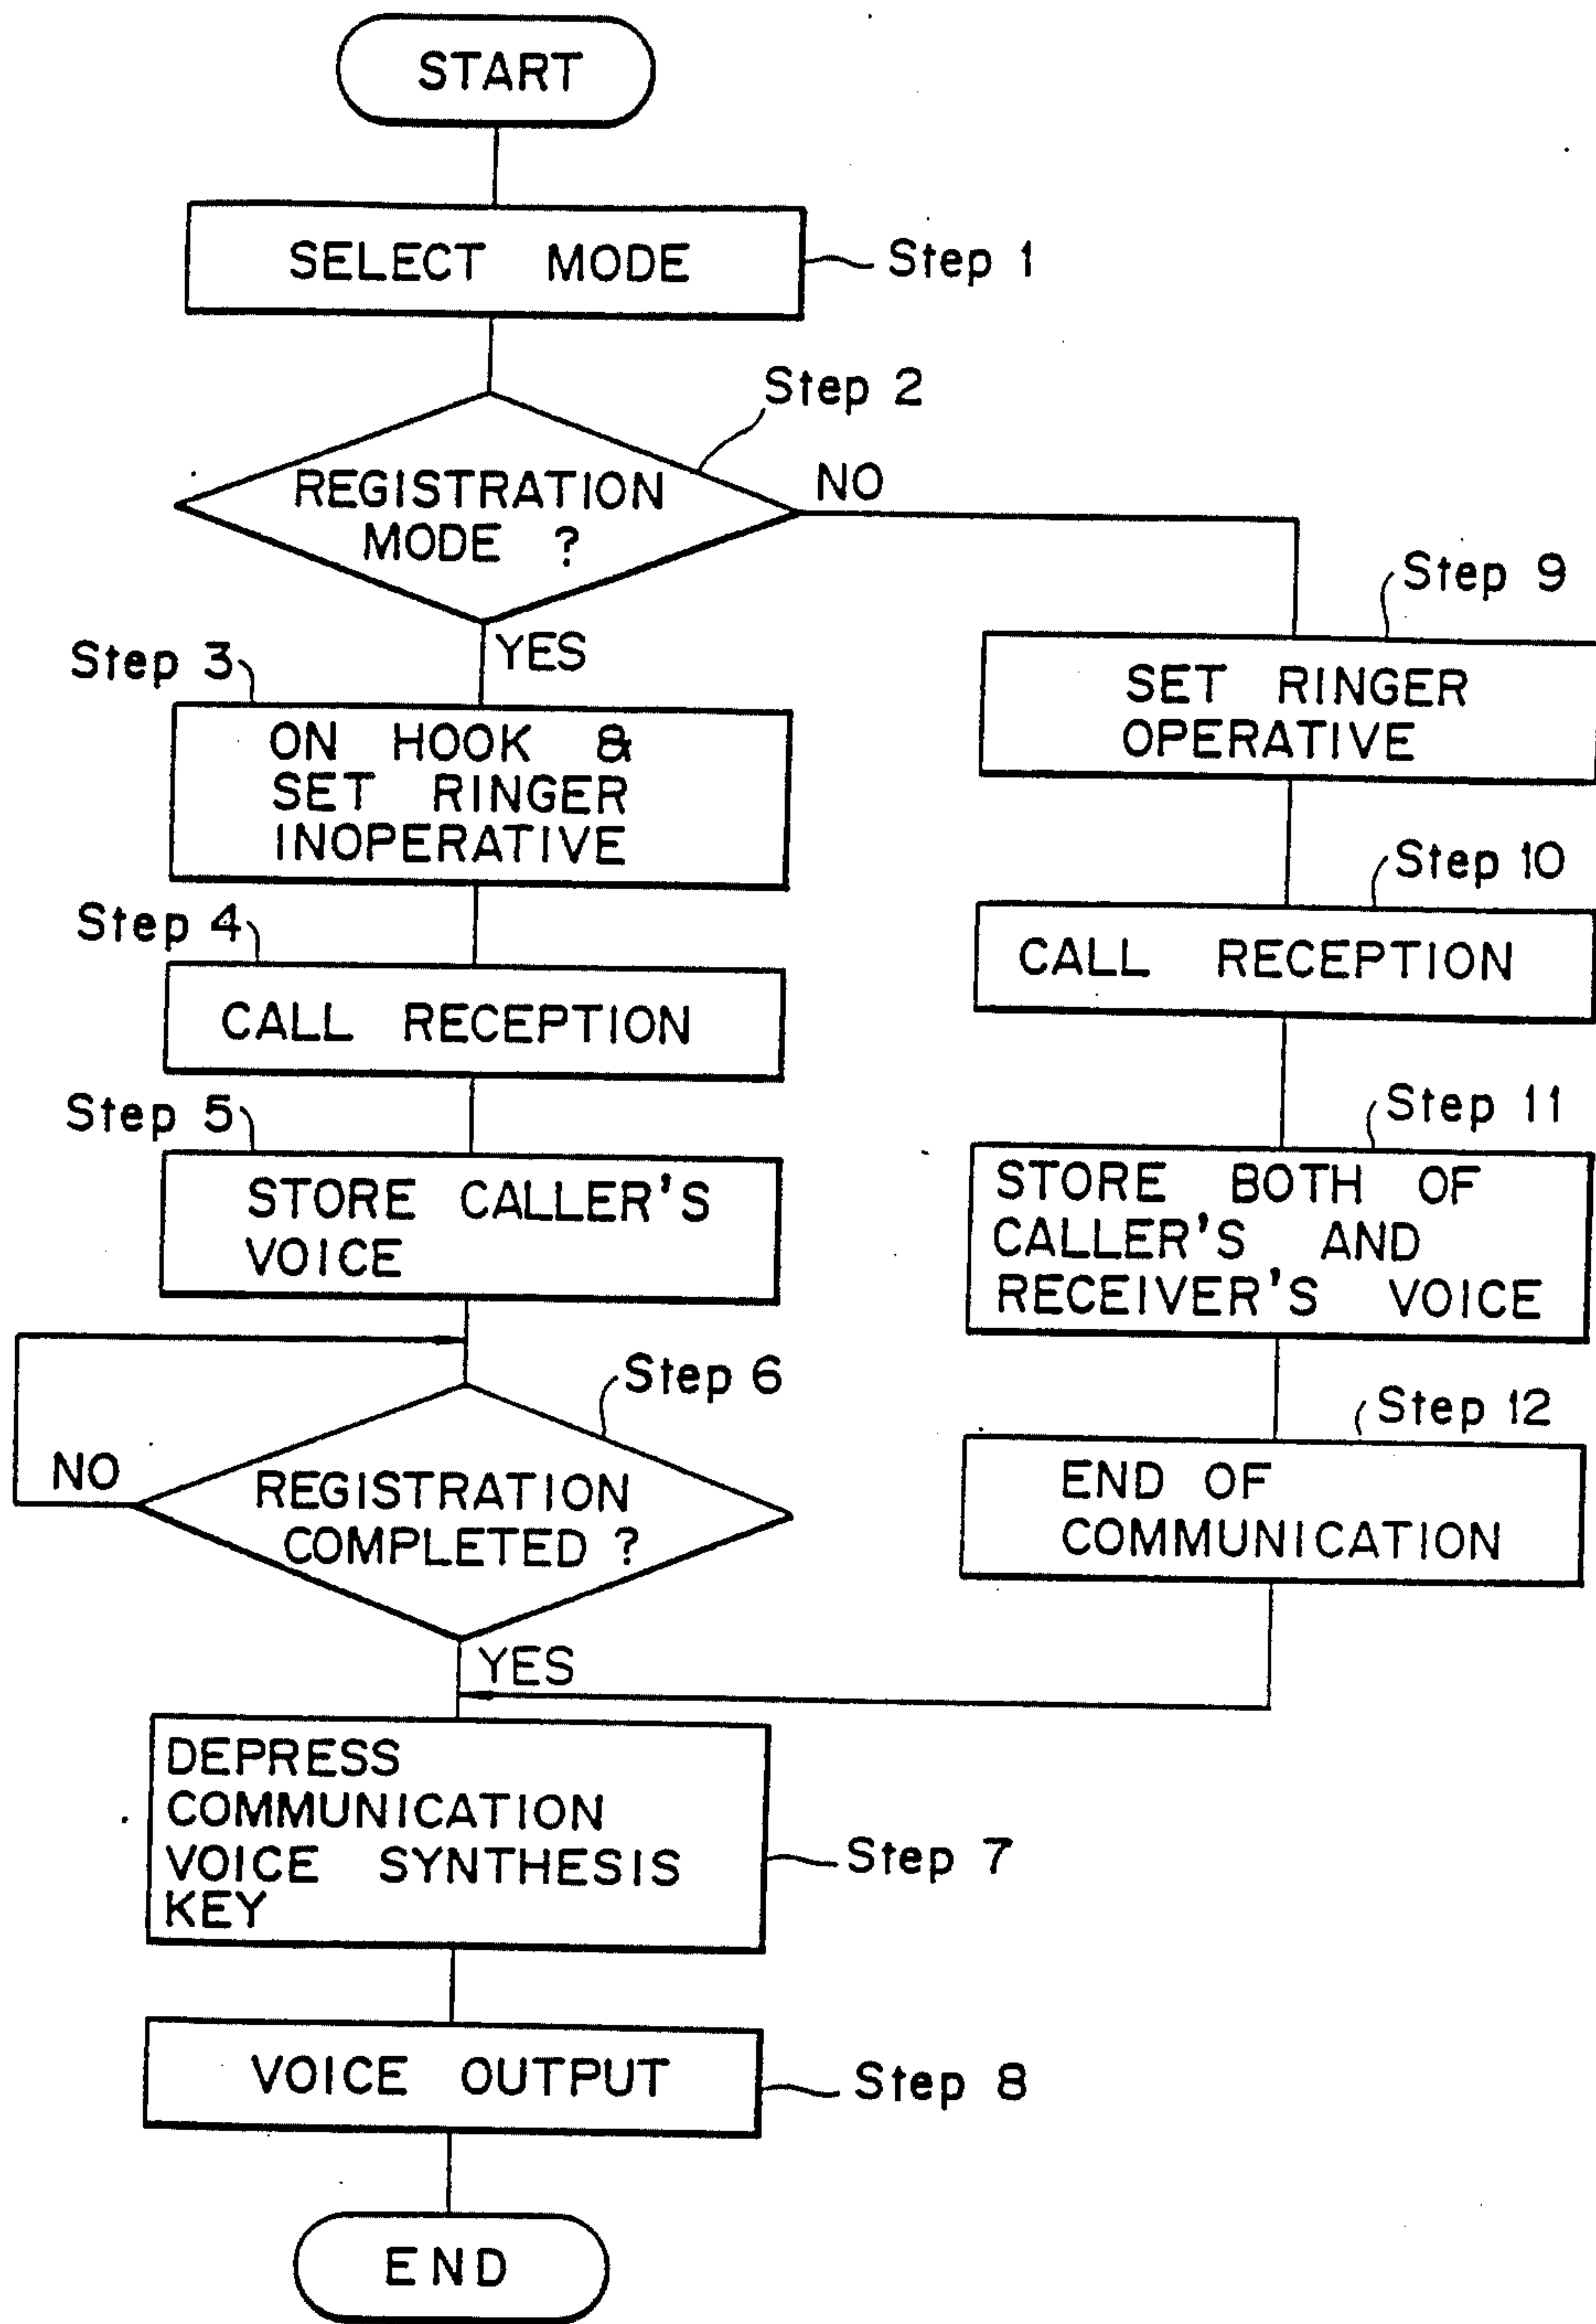 START
SELECT MODE
Step 1
Step 2
REGISTRATION
MODE ?
NO
YES
Step 3
ON HOOK &
SET RINGER
INOPERATIVE
Step 4
CALL RECEPTION
Step 5
STORE CALLER'S
VOICE
Step 6
NO
REGISTRATION
COMPLETED ?
YES
Step 9
SET RINGER
OPERATIVE
Step 10
CALL RECEPTION
Step 11
STORE BOTH OF
CALLER'S AND
RECEIVER'S VOICE
Step 12
END OF
COMMUNICATION
DEPRESS
COMMUNICATION
VOICE SYNTHESIS
KEY
Step 7
VOICE OUTPUT
Step 8
END